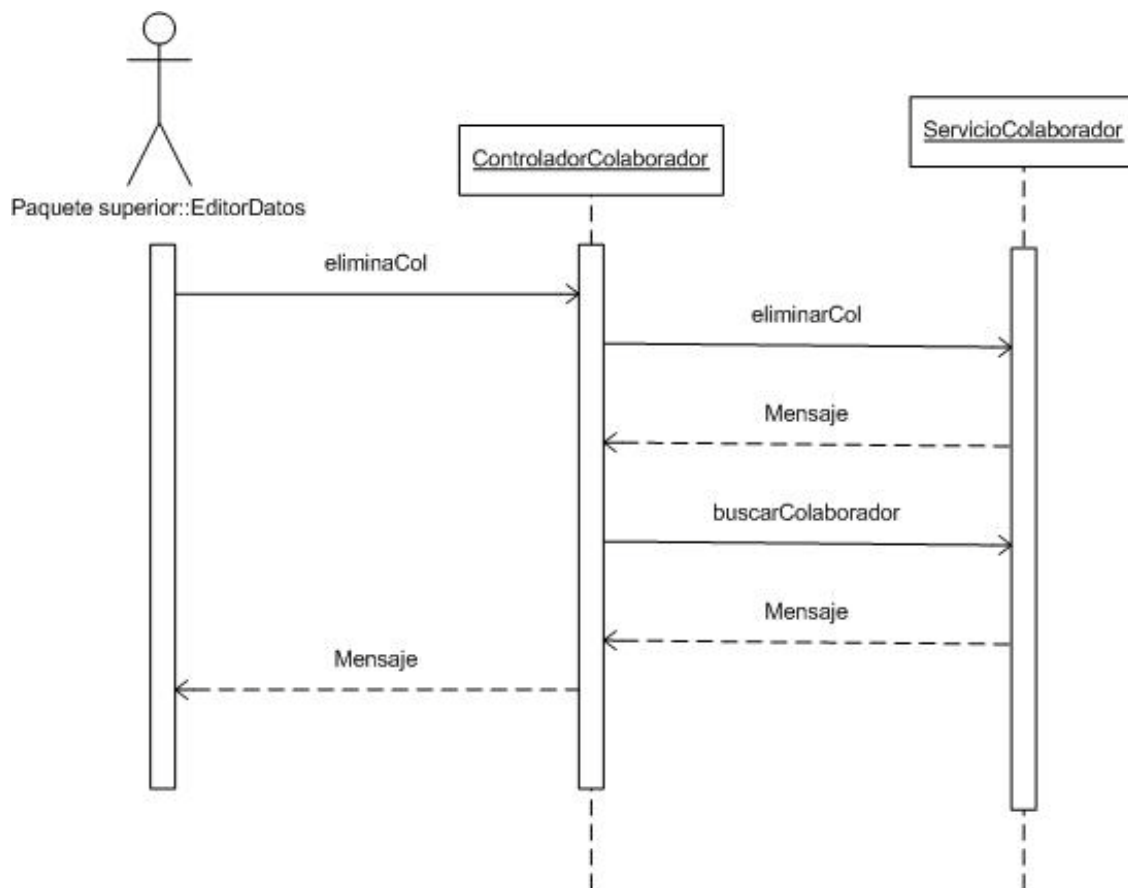 ServicioColaborador
ControladorColaborador
Paquete superior::EditorDatos
eliminaCol
eliminarCol
Mensaje
buscarColaborador
Mensaje
Mensaje